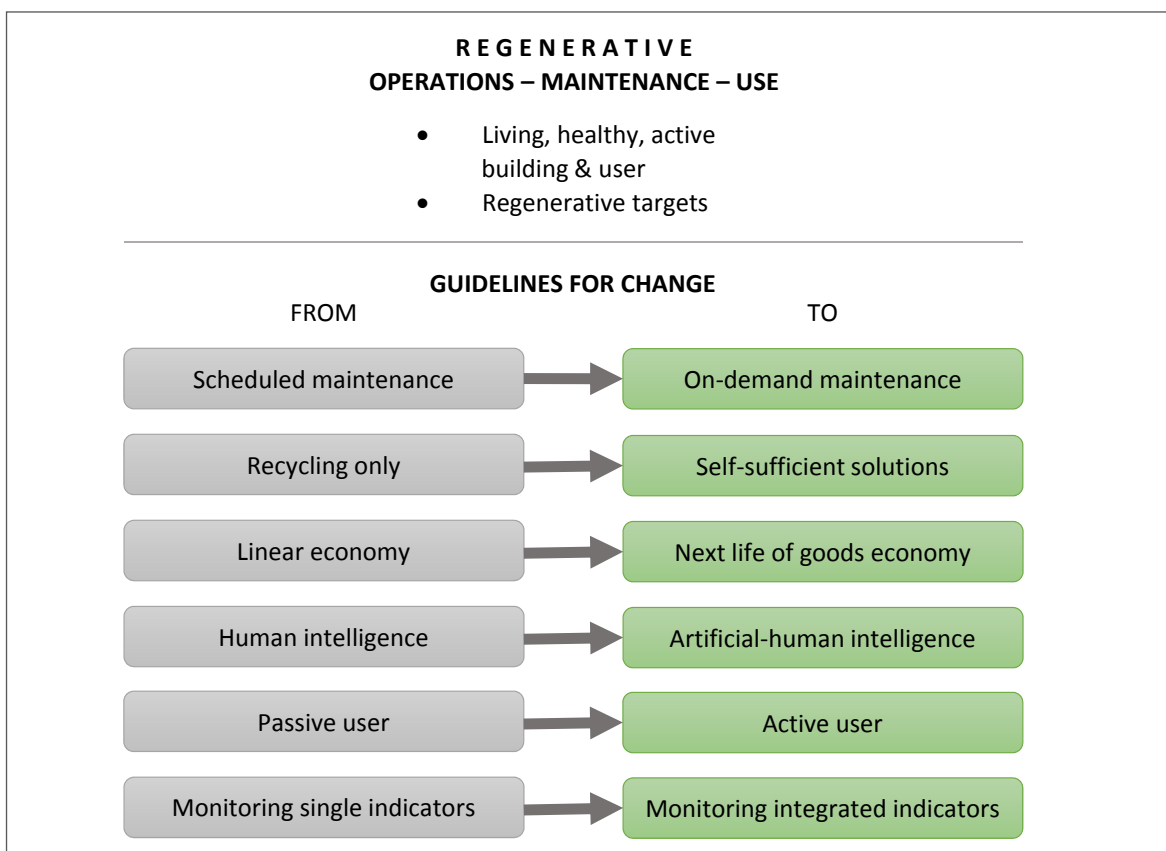 R E G E N E R A T I V E
OPERATIONS – MAINTENANCE – USE
• Living, healthy, active
building & user
• Regenerative targets
GUIDELINES FOR CHANGE
FROM TO
Scheduled maintenance On-demand maintenance
Recycling only Self-sufficient solutions
Linear economy Next life of goods economy
Human intelligence Artificial-human intelligence
Passive user Active user
Monitoring single indicators Monitoring integrated indicators